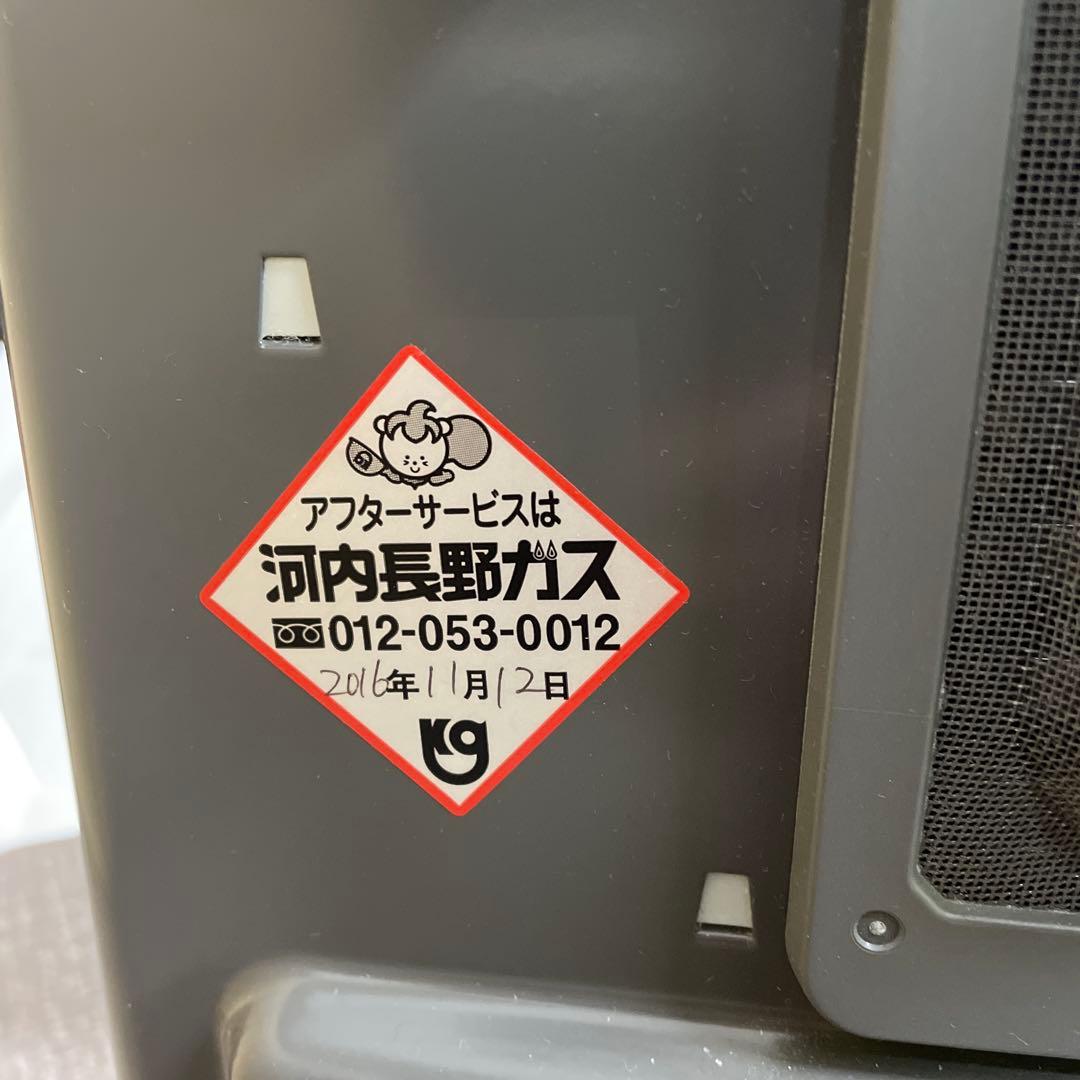 アフターサービスは
河内長野ガス
012-053-0012
2016年11月12日
kg